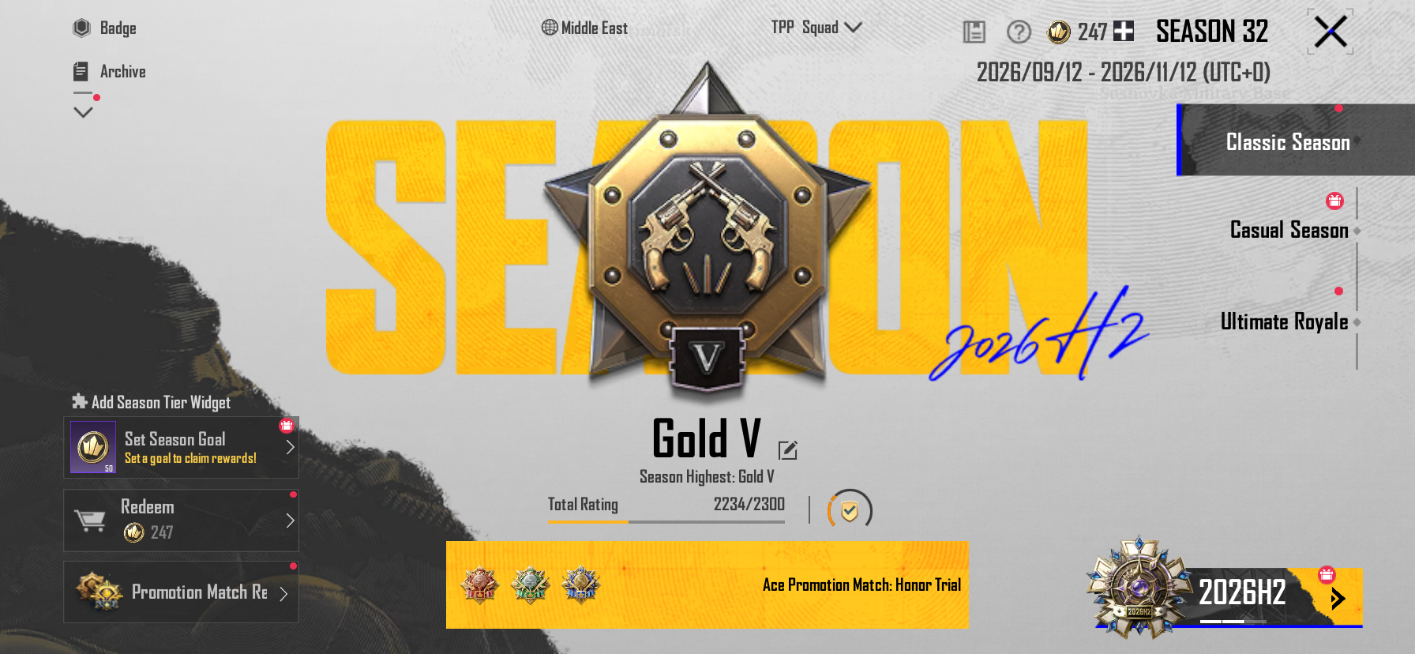 Badge
Middle East
TPP Squad
247
SEASON 32
Archive
2026/09/12 - 2026/11/12 (UTC+0)
SEASON
Classic Season
Casual Season
2026H2
Ultimate Royale
V
Add Season Tier Widget
Set Season Goal
Set a goal to claim rewards!
50
Gold V
Season Highest: Gold V
Total Rating 2234/2300
Redeem
247
Promotion Match Re
Ace Promotion Match: Honor Trial
2026H2
2026H2